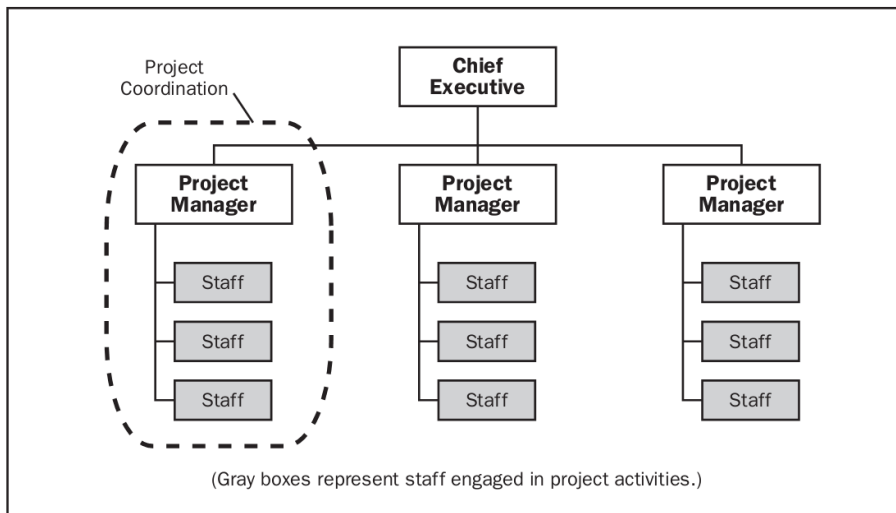 Project
Coordination
Chief
Executive
Project
Manager
Project
Manager
Project
Manager
Staff
Staff
Staff
Staff
Staff
Staff
Staff
Staff
Staff
(Gray boxes represent staff engaged in project activities.)